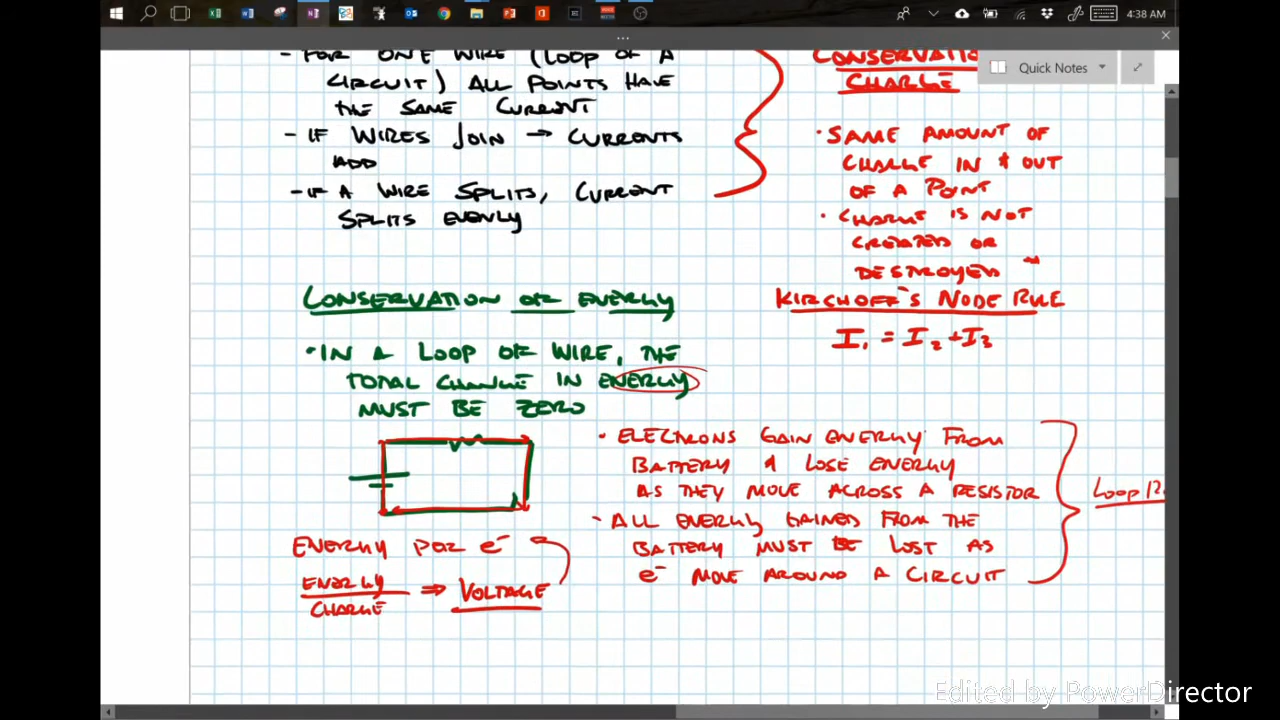 4:38 AM
Quick Notes
- FOR ONE WIRE (LOOP OF A
CIRCUIT) ALL POINTS HAVE
THE SAME CURRENT
- IF WIRES JOIN → CURRENTS
ADD
- IF A WIRE SPLITS, CURRENT
SPLITS EVENLY
CONSERVATION
CHARGE
• SAME AMOUNT OF
CHARGE IN & OUT
OF A POINT
• CHARGE IS NOT
CREATED OR
DESTROYED
KIRCHOFF'S NODE RULE
I₁ = I₂ + I₃
CONSERVATION OF ENERGY
• IN A LOOP OF WIRE, THE
TOTAL CHANGE IN ENERGY
MUST BE ZERO
• ELECTRONS GAIN ENERGY FROM
BATTERY & LOSE ENERGY
AS THEY MOVE ACROSS A RESISTOR
- ALL ENERGY GAINED FROM THE
BATTERY MUST BE LOST AS
e⁻ MOVE AROUND A CIRCUIT
LOOP
ENERGY PER e⁻
ENERGY
CHARGE
⇒ VOLTAGE
Edited by PowerDirector